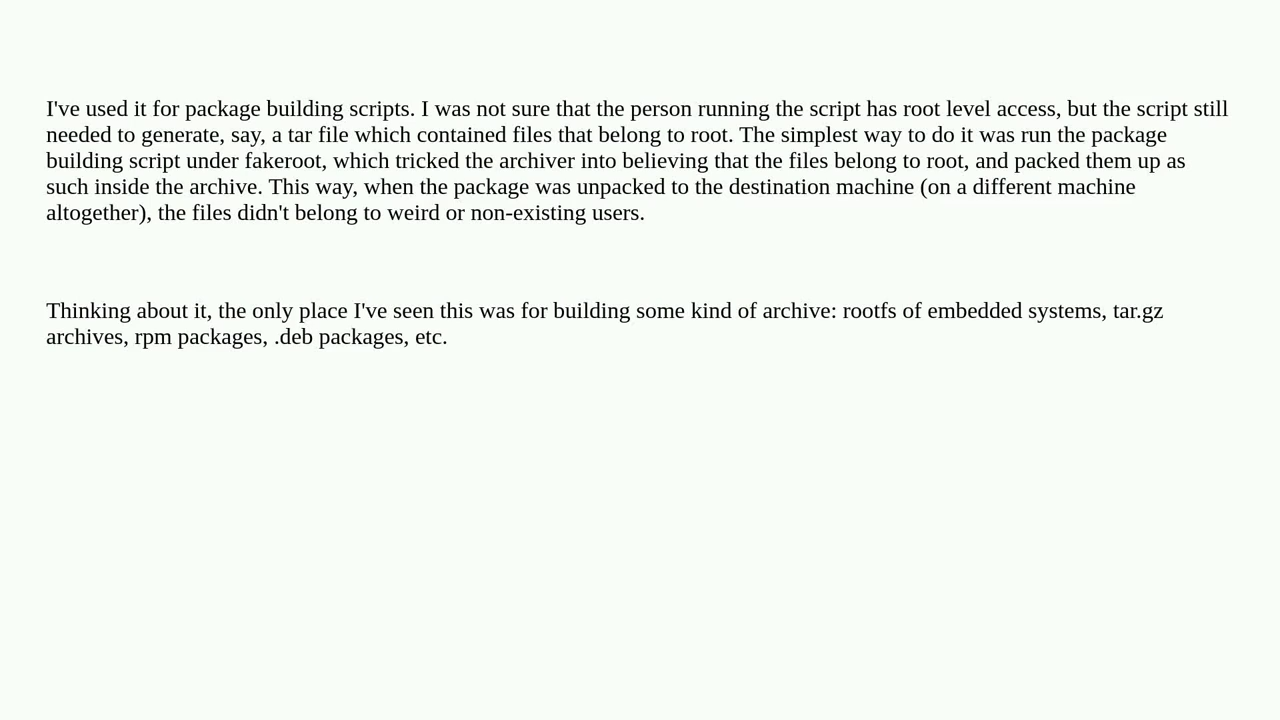 I've used it for package building scripts. I was not sure that the person running the script has root level access, but the script still
needed to generate, say, a tar file which contained files that belong to root. The simplest way to do it was run the package
building script under fakeroot, which tricked the archiver into believing that the files belong to root, and packed them up as
such inside the archive. This way, when the package was unpacked to the destination machine (on a different machine
altogether), the files didn't belong to weird or non-existing users.
Thinking about it, the only place I've seen this was for building some kind of archive: rootfs of embedded systems, tar.gz
archives, rpm packages, .deb packages, etc.